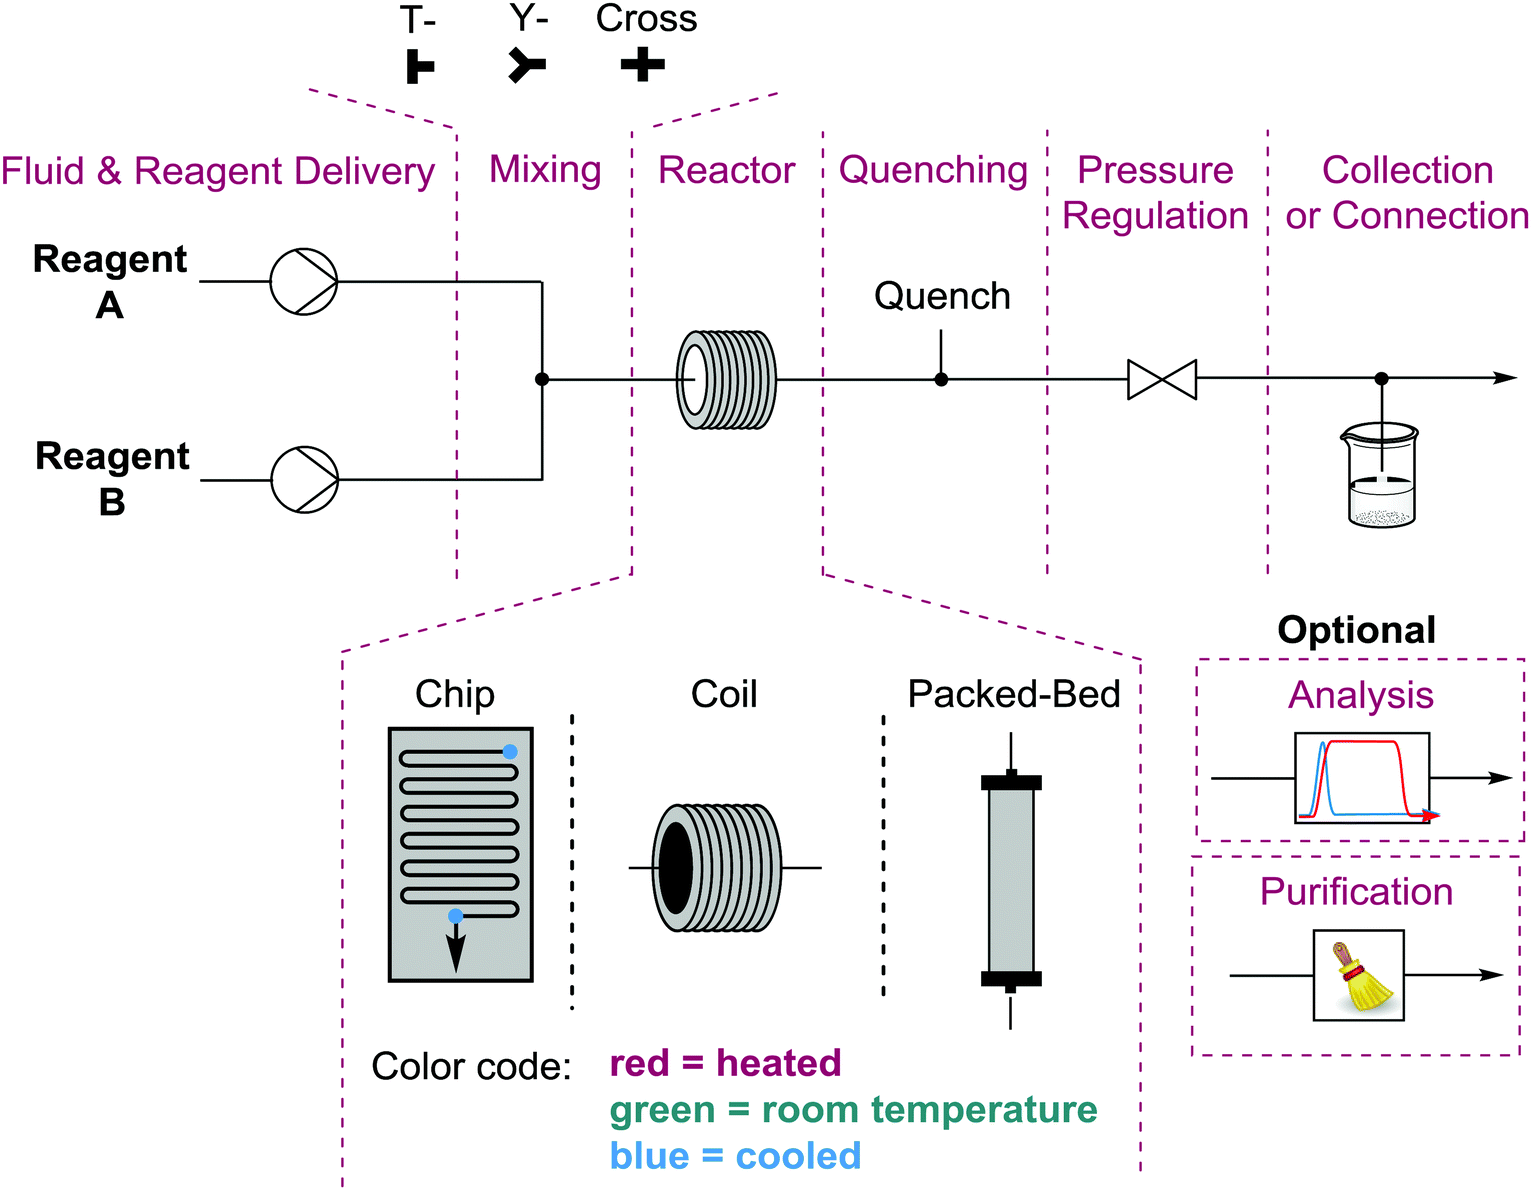 T-
Y-
Cross
Fluid & Reagent Delivery
Mixing
Reactor
Quenching
Pressure
Regulation
Collection
or Connection
Reagent
A
Quench
Reagent
B
Optional
Chip
Coil
Packed-Bed
Analysis
Purification
Color code:
red = heated
green = room temperature
blue = cooled